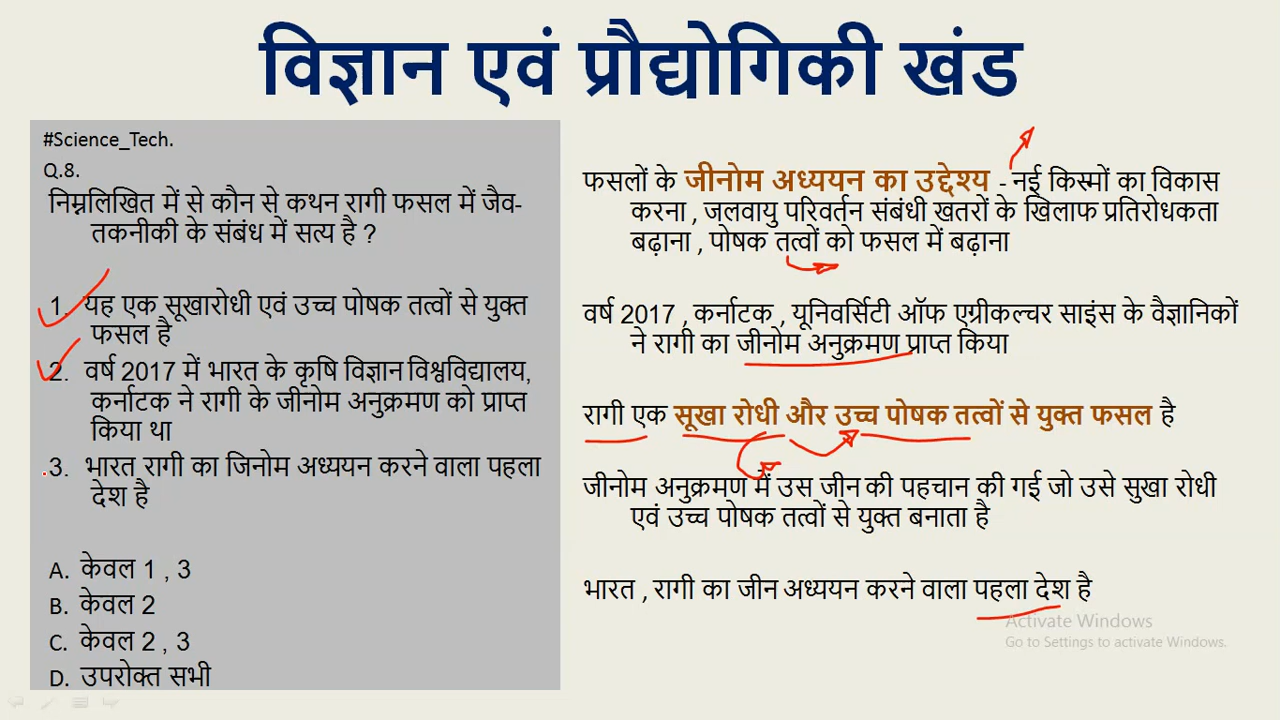 विज्ञान एवं प्रौद्योगिकी खंड
#Science_Tech.
Q.8.
निम्नलिखित में से कौन से कथन रागी फसल में जैव-
तकनीकी के संबंध में सत्य है ?
1. यह एक सूखारोधी एवं उच्च पोषक तत्वों से युक्त
फसल है
2. वर्ष 2017 में भारत के कृषि विज्ञान विश्वविद्यालय,
कर्नाटक ने रागी के जीनोम अनुक्रमण को प्राप्त
किया था
3. भारत रागी का जिनोम अध्ययन करने वाला पहला
देश है
A. केवल 1 , 3
B. केवल 2
C. केवल 2 , 3
D. उपरोक्त सभी
फसलों के जीनोम अध्ययन का उद्देश्य - नई किस्मों का विकास
करना , जलवायु परिवर्तन संबंधी खतरों के खिलाफ प्रतिरोधकता
बढ़ाना , पोषक तत्वों को फसल में बढ़ाना
वर्ष 2017 , कर्नाटक , यूनिवर्सिटी ऑफ एग्रीकल्चर साइंस के वैज्ञानिकों
ने रागी का जीनोम अनुक्रमण प्राप्त किया
रागी एक सूखा रोधी और उच्च पोषक तत्वों से युक्त फसल है
जीनोम अनुक्रमण में उस जीन की पहचान की गई जो उसे सुखा रोधी
एवं उच्च पोषक तत्वों से युक्त बनाता है
भारत , रागी का जीन अध्ययन करने वाला पहला देश है
Activate Windows
Go to Settings to activate Windows.